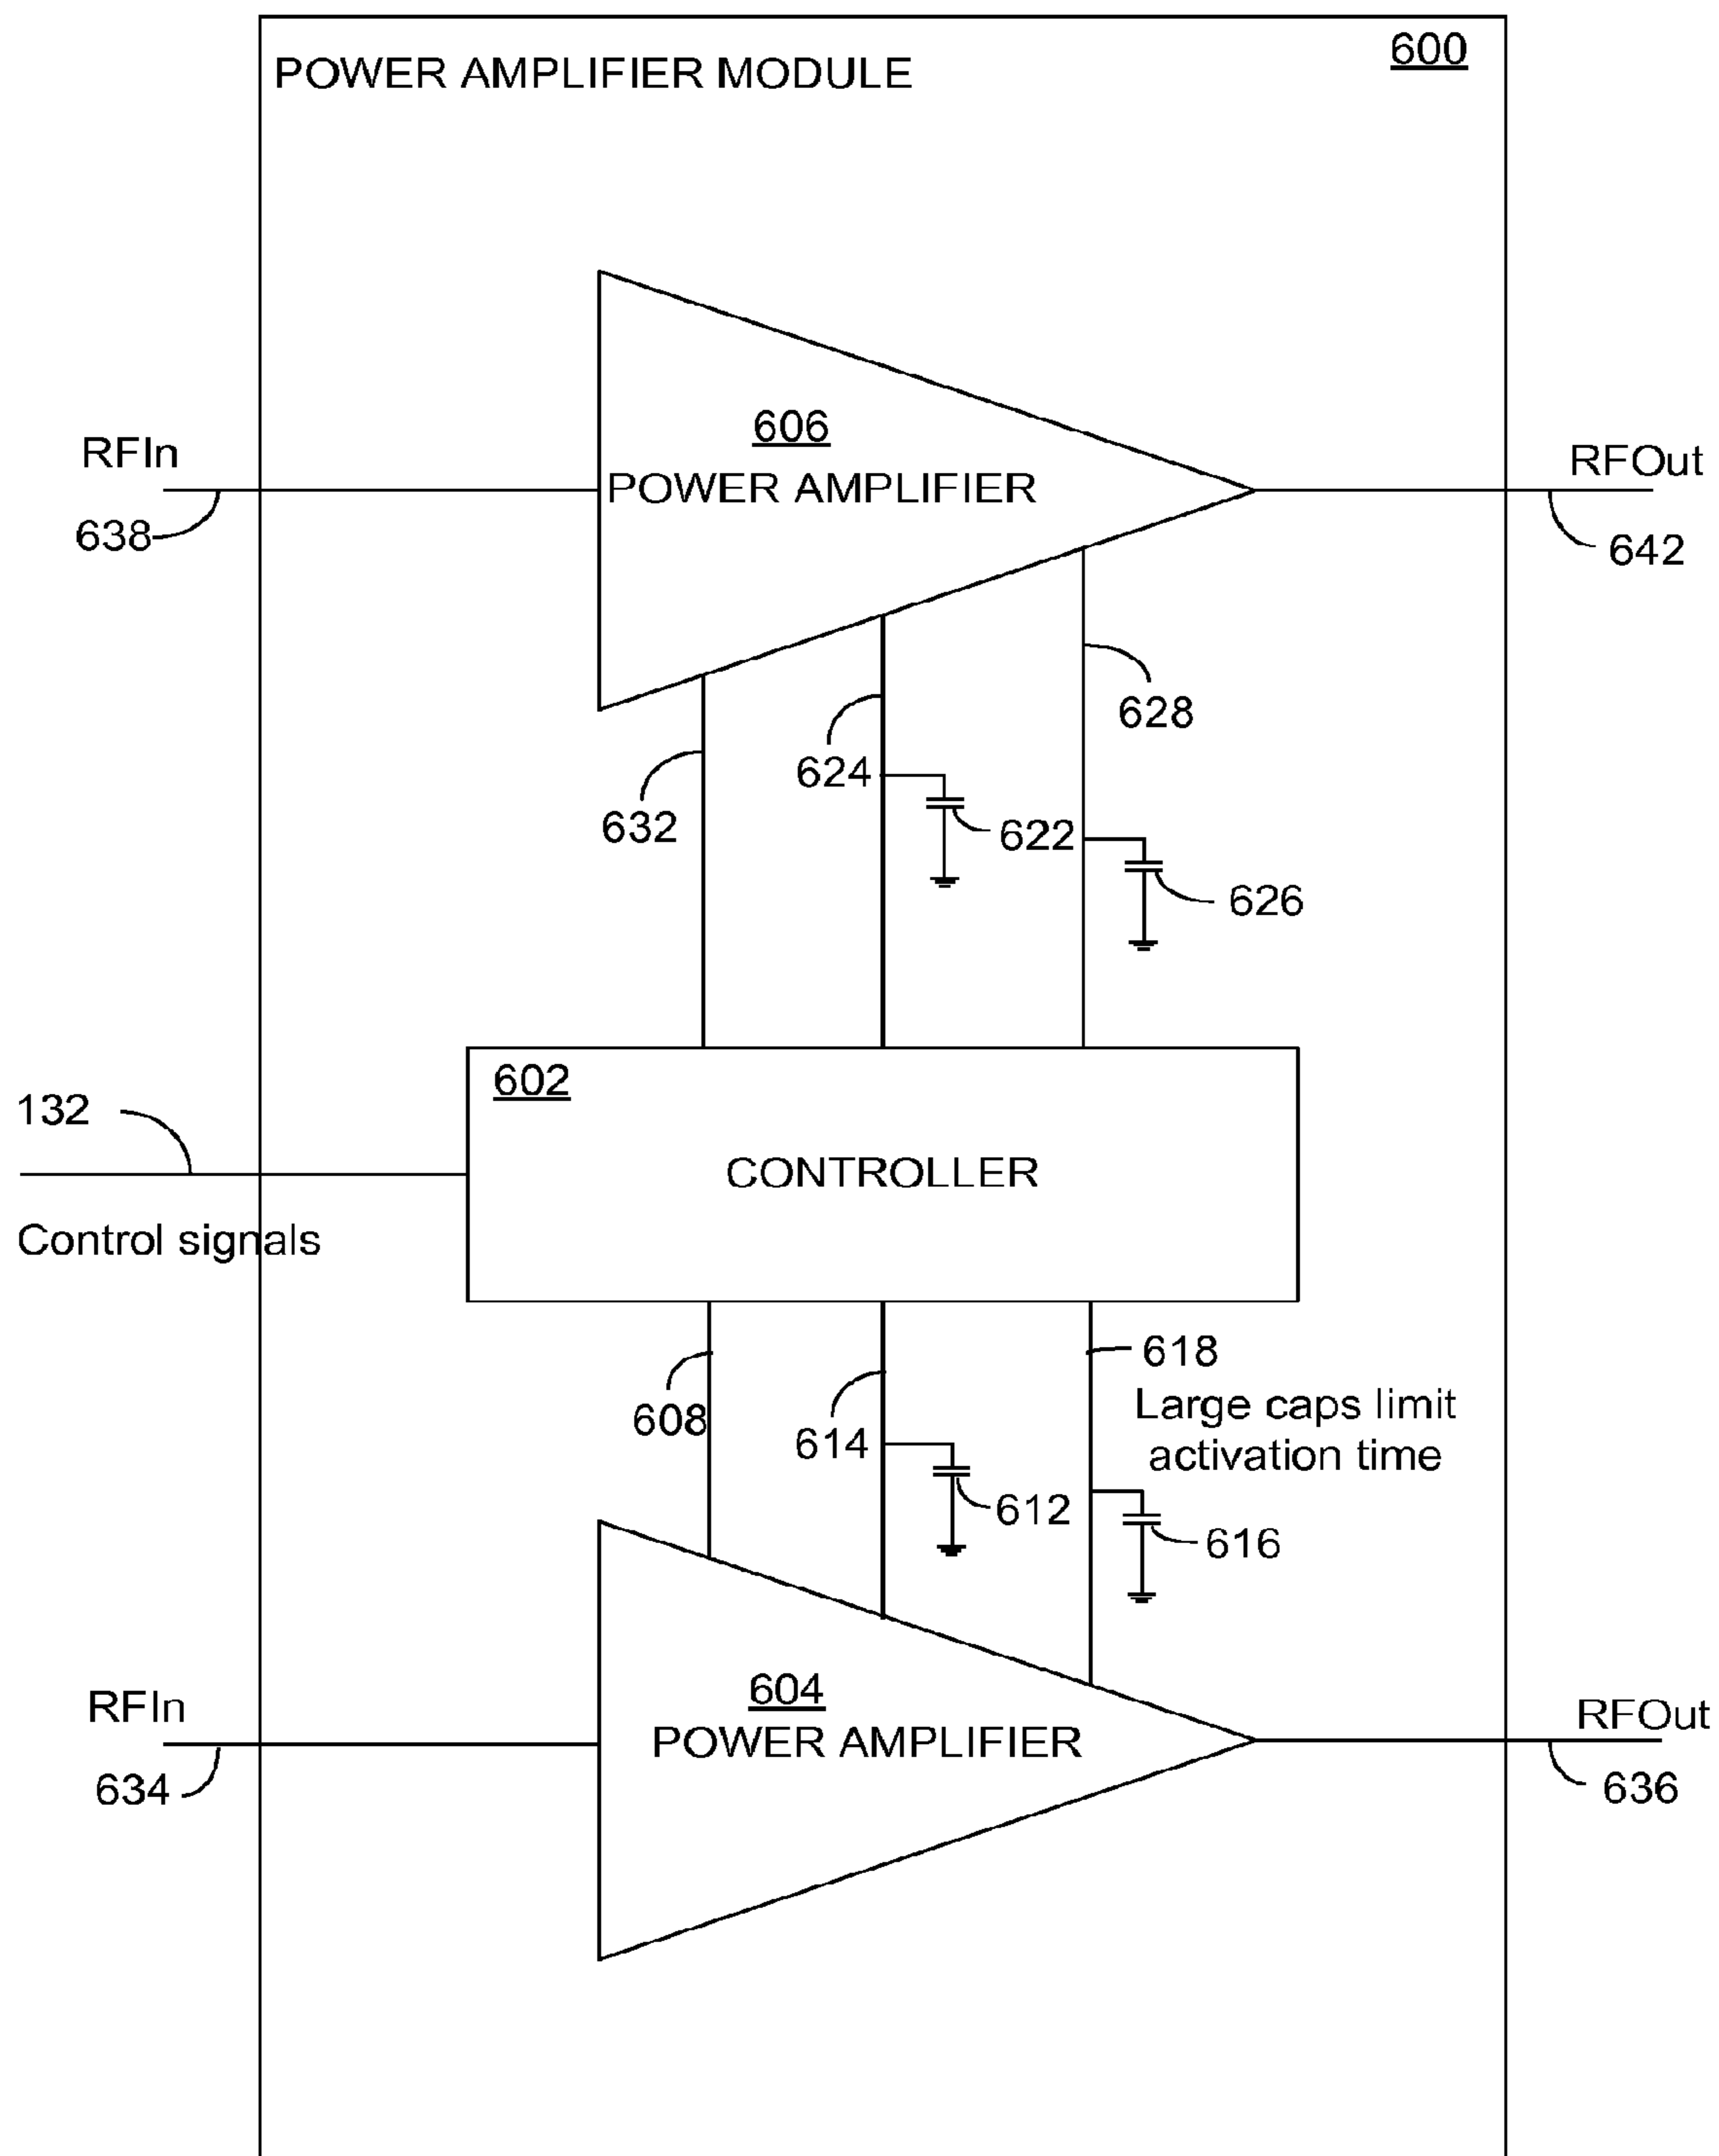 600
POWER AMPLIFIER MODULE
606
POWER AMPLIFIER
RFIn
638
RFOut
642
628
624
632
622
626
602
CONTROLLER
132
Control signals
618
608
614
Large caps limit
activation time
612
616
604
POWER AMPLIFIER
RFIn
634
RFOut
636